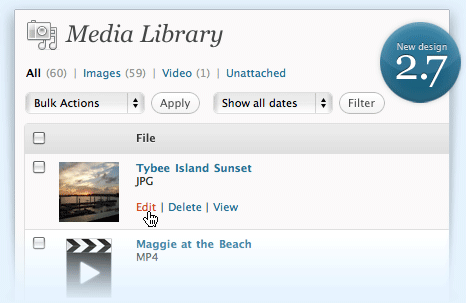 Media Library
New design
2.7
All (60) | Images (59) | Video (1) | Unattached
Bulk Actions Apply Show all dates Filter
File
Tybee Island Sunset
JPG
Edit | Delete | View
Maggie at the Beach
MP4